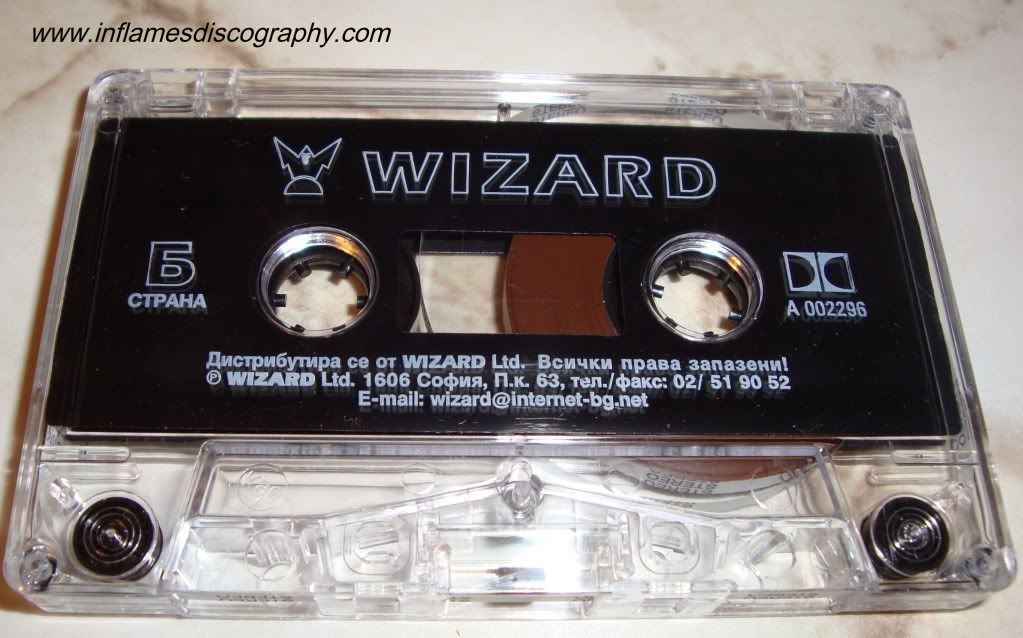 www.inflamesdiscography.com
WIZARD
Б
СТРАНА
A 002296
Дистрибутира се от WIZARD Ltd. Всички права запазени!
℗ WIZARD Ltd. 1606 София, П.к. 63, тел./факс: 02/ 51 90 52
E-mail: wizard@internet-bg.net